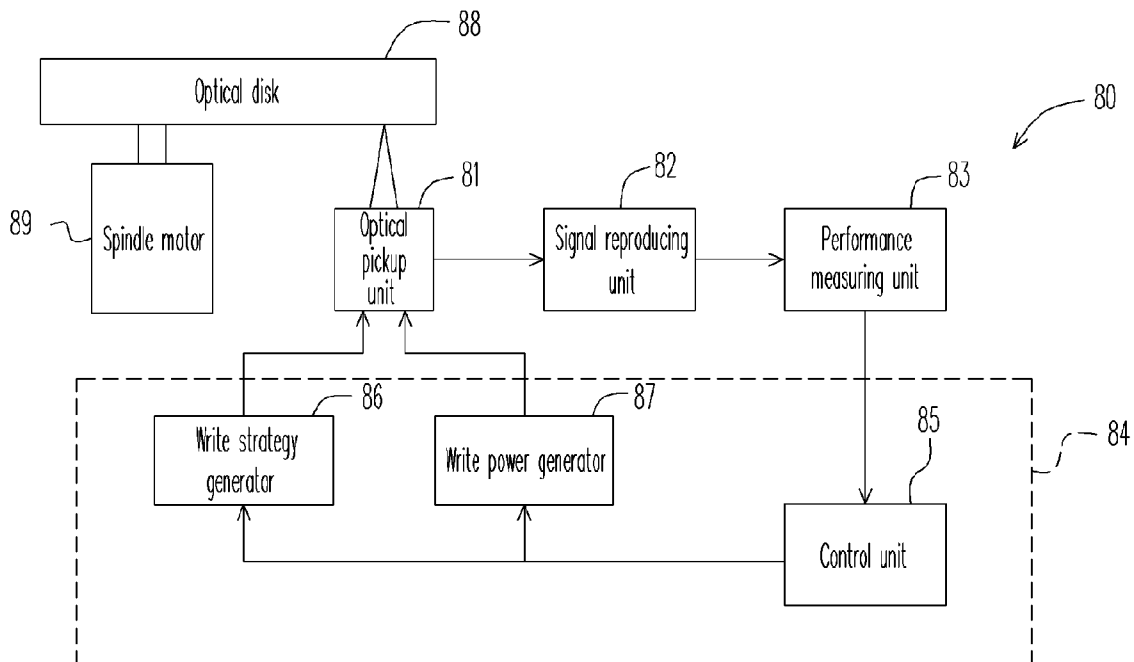 88
Optical disk
80
81
82
83
89
Spindle motor
Optical
pickup
unit
Signal reproducing
unit
Performance
measuring unit
86
87
85
84
Write strategy
generator
Write power generator
Control unit